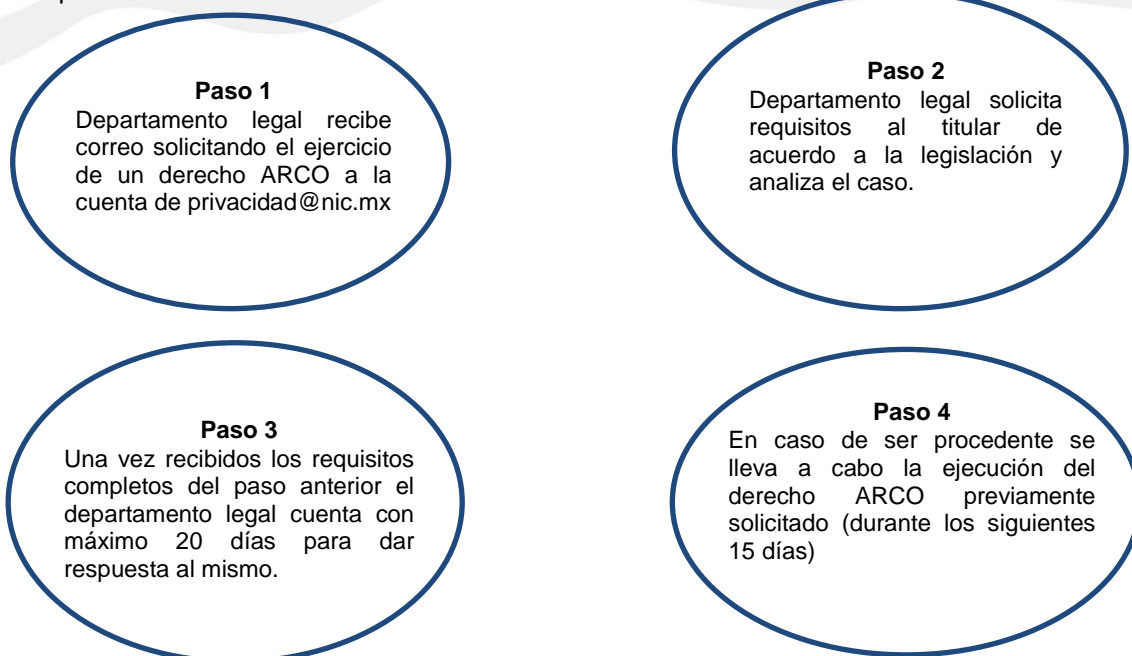 Paso 1
Departamento legal recibe
correo solicitando el ejercicio
de un derecho ARCO a la
cuenta de privacidad@nic.mx
Paso 2
Departamento legal solicita
requisitos al titular de
acuerdo a la legislación y
analiza el caso.
Paso 3
Una vez recibidos los requisitos
completos del paso anterior el
departamento legal cuenta con
máximo 20 días para dar
respuesta al mismo.
Paso 4
En caso de ser procedente se
lleva a cabo la ejecución del
derecho ARCO previamente
solicitado (durante los siguientes
15 días)